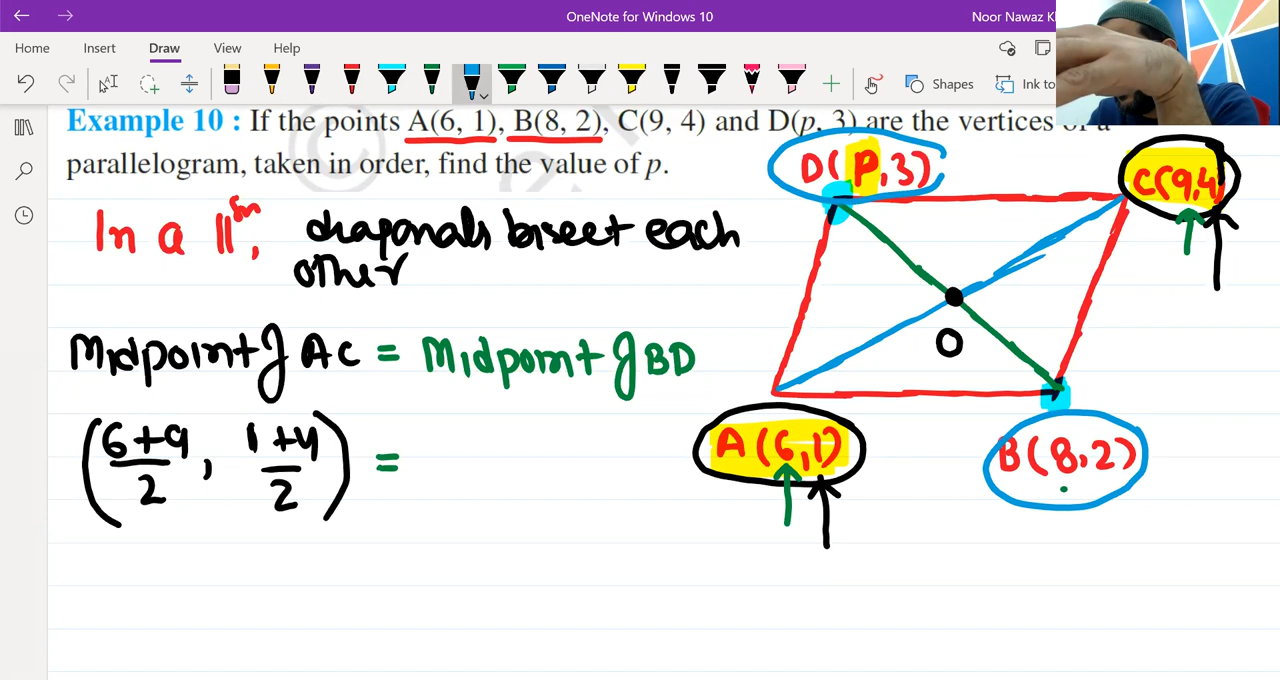 OneNote for Windows 10
Noor Nawaz
Home Insert Draw View Help
Shapes Ink to
Example 10 : If the points A(6, 1), B(8, 2), C(9, 4) and D(p, 3) are the vertices of a
parallelogram, taken in order, find the value of p.
D(P,3)
C(9,4)
In a ||gm, diagonals bisect each
other
O
Midpoint of AC = Midpoint of BD
(6+9/2, 1+4/2) =
A(6,1)
B(8,2)